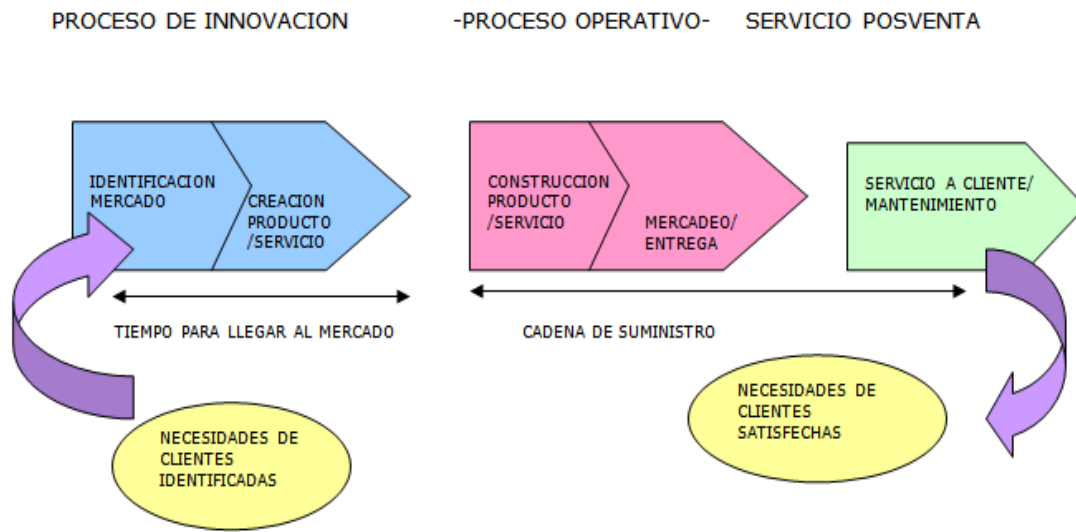 PROCESO DE INNOVACION
-PROCESO OPERATIVO-
SERVICIO POSVENTA
IDENTIFICACION
MERCADO
CREACION
PRODUCTO
/SERVICIO
CONSTRUCCION
PRODUCTO
/SERVICIO
MERCADEO/
ENTREGA
SERVICIO A CLIENTE/
MANTENIMIENTO
TIEMPO PARA LLEGAR AL MERCADO
CADENA DE SUMINISTRO
NECESIDADES DE
CLIENTES
IDENTIFICADAS
NECESIDADES DE
CLIENTES
SATISFECHAS